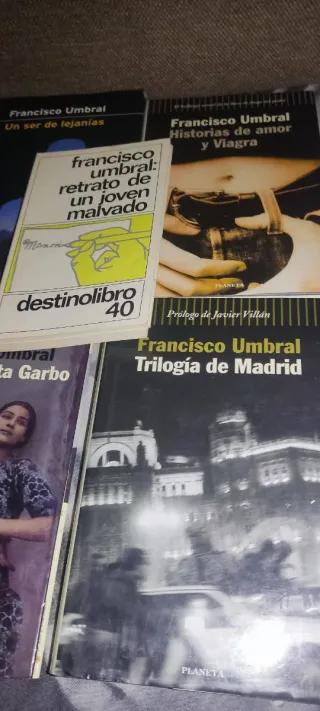 Francisco Umbral
Un ser de lejanías
Francisco Umbral
Historias de amor
y Viagra
PLANETA
francisco
umbral:
retrato de
un joven
malvado
Memorias
destinolibro
40
Prólogo de Javier Villán
Francisco Umbral
Trilogía de Madrid
PLANETA
Umbral
ta Garbo